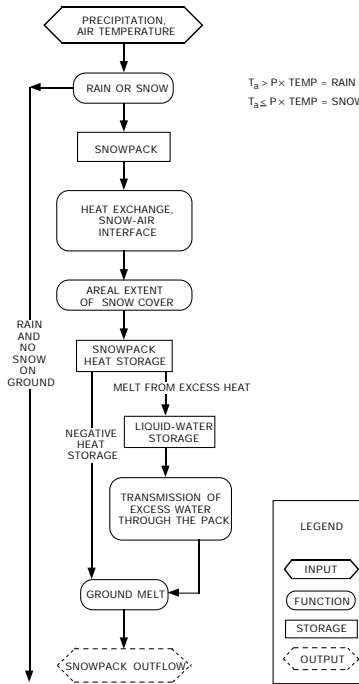 PRECIPITATION,
AIR TEMPERATURE
RAIN OR SNOW
Ta > P× TEMP = RAIN
Ta ≤ P× TEMP = SNOW
SNOWPACK
HEAT EXCHANGE,
SNOW-AIR
INTERFACE
AREAL EXTENT
OF SNOW COVER
RAIN
AND
NO
SNOW
ON
GROUND
SNOWPACK
HEAT STORAGE
MELT FROM EXCESS HEAT
NEGATIVE
HEAT
STORAGE
LIQUID-WATER
STORAGE
TRANSMISSION OF
EXCESS WATER
THROUGH THE PACK
GROUND MELT
SNOWPACK OUTFLOW
LEGEND
INPUT
FUNCTION
STORAGE
OUTPUT